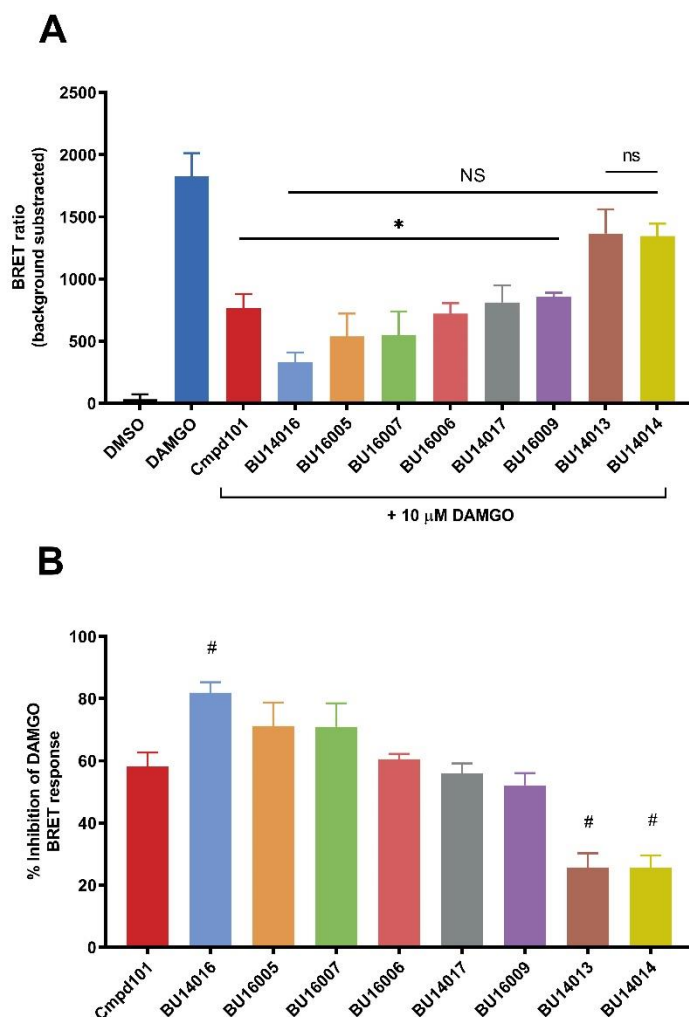 A
BRET ratio
(background substracted)
2500
2000
1500
1000
500
0
NS
ns
*
DMSO
DAMGO
Cmpd101
BU14016
BU16005
BU16007
BU16006
BU14017
BU16009
BU14013
BU14014
+ 10 μM DAMGO
B
% Inhibition of DAMGO
BRET response
100
80
60
40
20
0
#
#
#
Cmpd101
BU14016
BU16005
BU16007
BU16006
BU14017
BU16009
BU14013
BU14014